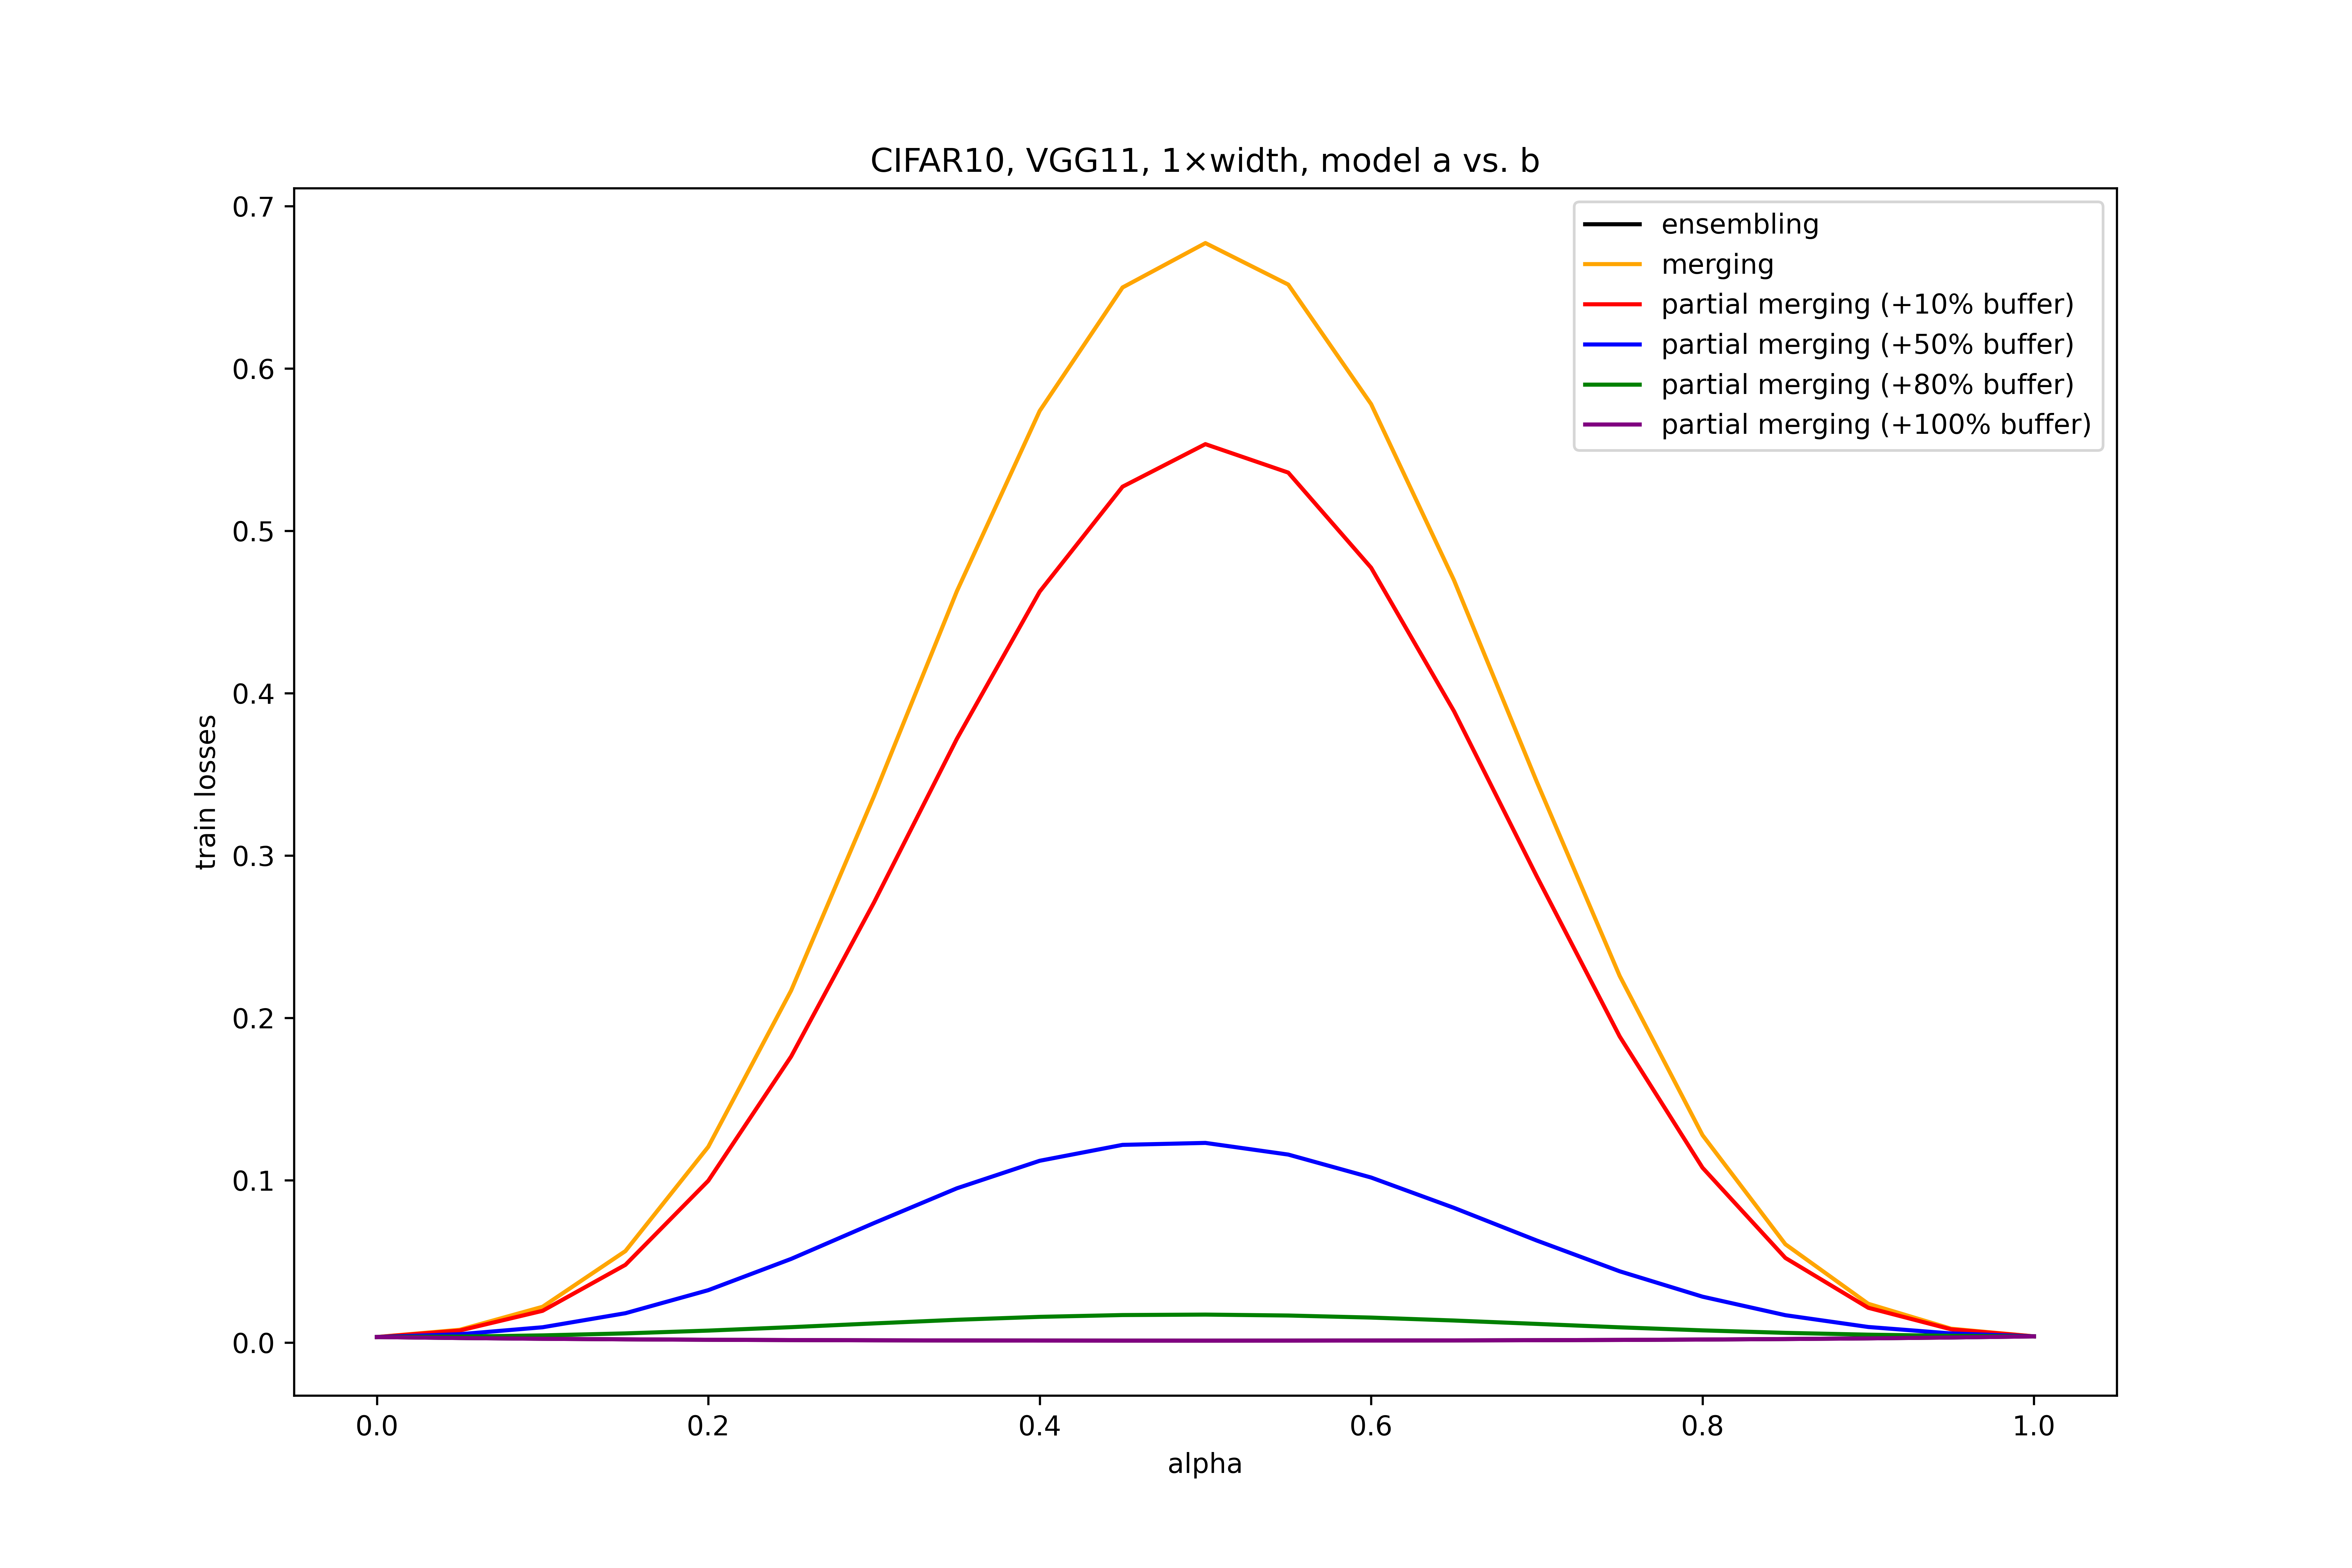 CIFAR10, VGG11, 1×width, model a vs. b
ensembling
merging
partial merging (+10% buffer)
partial merging (+50% buffer)
partial merging (+80% buffer)
partial merging (+100% buffer)
train losses
0.7
0.6
0.5
0.4
0.3
0.2
0.1
0.0
0.0 0.2 0.4 0.6 0.8 1.0
alpha